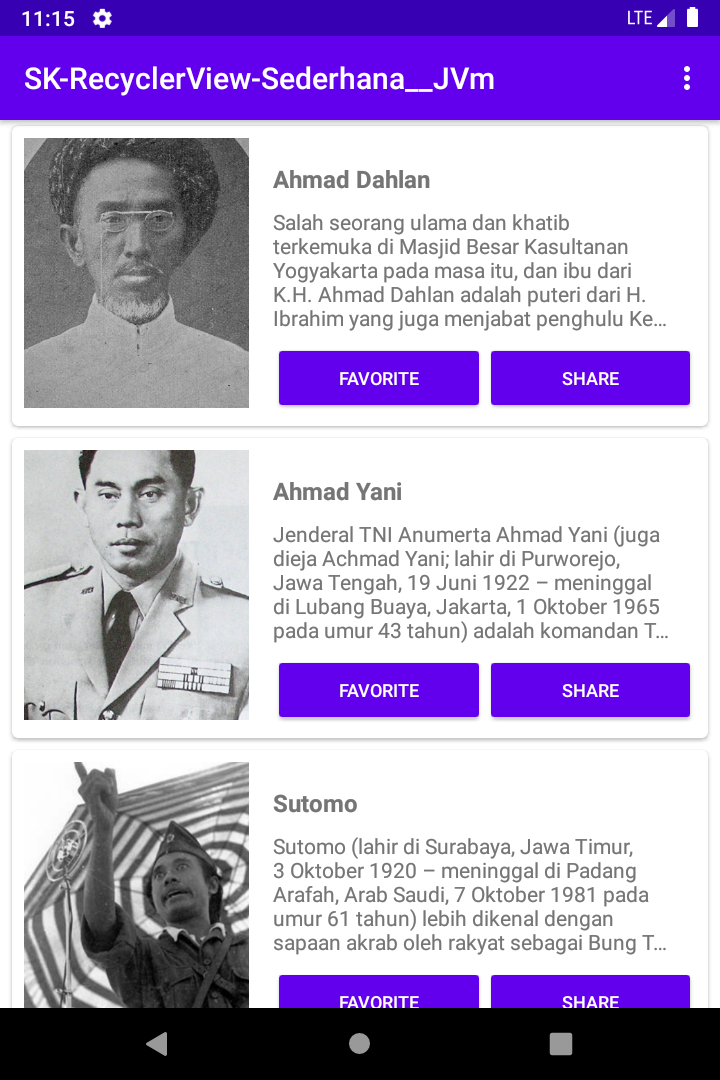 11:15
LTE
SK-RecyclerView-Sederhana__JVm
Ahmad Dahlan
Salah seorang ulama dan khatib
terkemuka di Masjid Besar Kasultanan
Yogyakarta pada masa itu, dan ibu dari
K.H. Ahmad Dahlan adalah puteri dari H.
Ibrahim yang juga menjabat penghulu Ke…
FAVORITE
SHARE
Ahmad Yani
Jenderal TNI Anumerta Ahmad Yani (juga
dieja Achmad Yani; lahir di Purworejo,
Jawa Tengah, 19 Juni 1922 – meninggal
di Lubang Buaya, Jakarta, 1 Oktober 1965
pada umur 43 tahun) adalah komandan T…
FAVORITE
SHARE
Sutomo
Sutomo (lahir di Surabaya, Jawa Timur,
3 Oktober 1920 – meninggal di Padang
Arafah, Arab Saudi, 7 Oktober 1981 pada
umur 61 tahun) lebih dikenal dengan
sapaan akrab oleh rakyat sebagai Bung T…
FAVORITE
SHARE